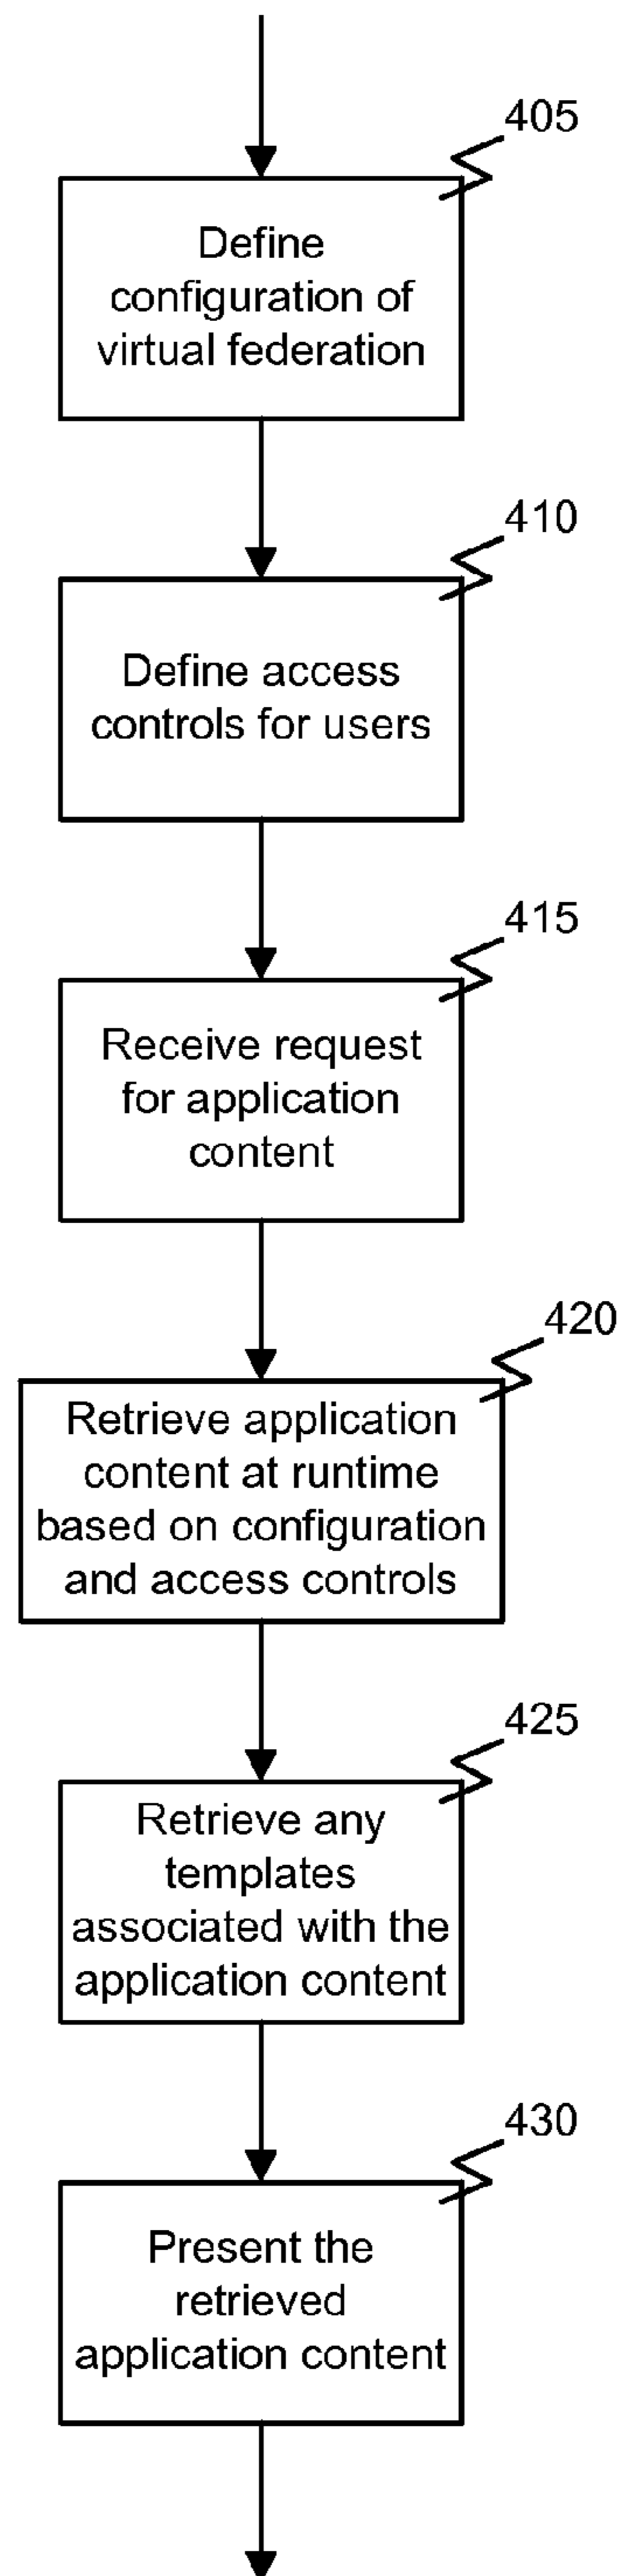 405
Define
configuration of
virtual federation
410
Define access
controls for users
415
Receive request
for application
content
420
Retrieve application
content at runtime
based on configuration
and access controls
425
Retrieve any
templates
associated with the
application content
430
Present the
retrieved
application content